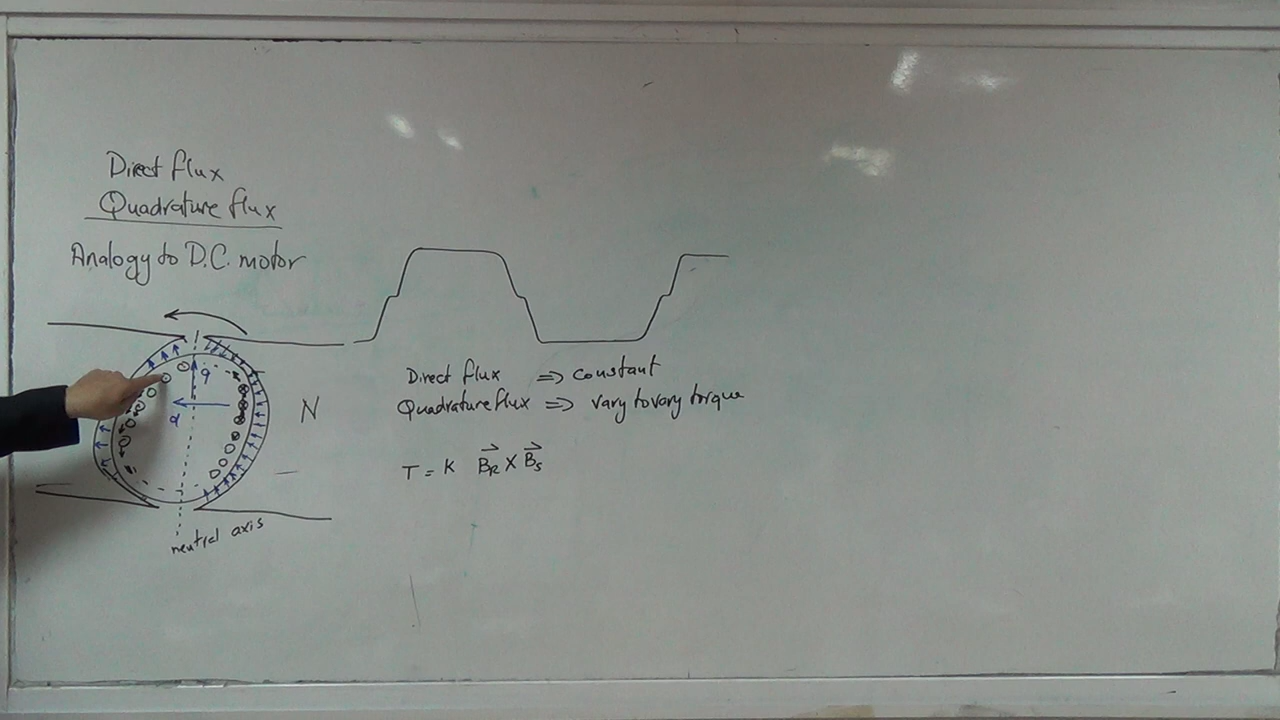 Direct flux
Quadrature flux
Analogy to D.C. motor
q
d
N
neutral axis
Direct flux => constant
Quadrature flux => vary to vary torque
T = K B⃗R X B⃗S